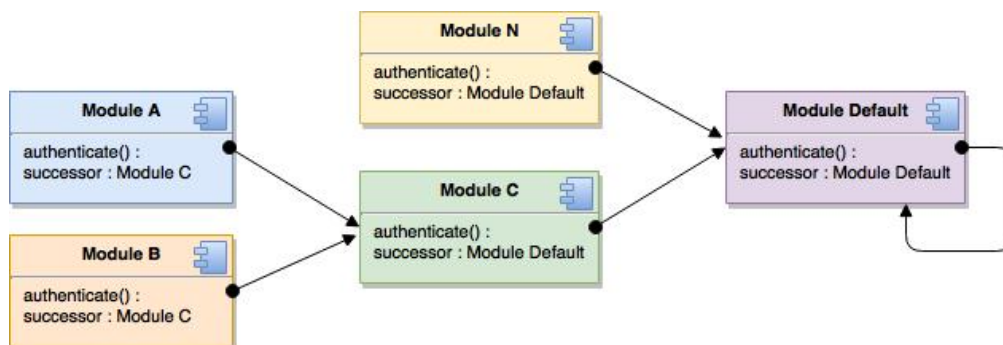 Module N
authenticate() :
successor : Module Default
Module A
authenticate() :
successor : Module C
Module Default
authenticate() :
successor : Module Default
Module C
authenticate() :
successor : Module Default
Module B
authenticate() :
successor : Module C